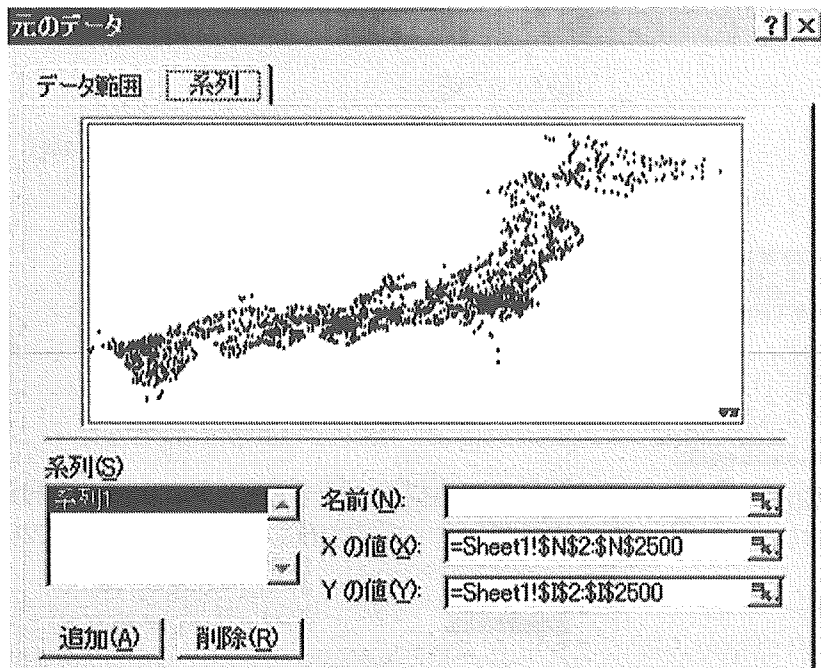 元のデータ
データ範囲 系列
系列(S)
系列1
名前(N):
Xの値(X): =Sheet1!$N$2:$N$2500
Yの値(Y): =Sheet1!$I$2:$I$2500
追加(A) 削除(R)